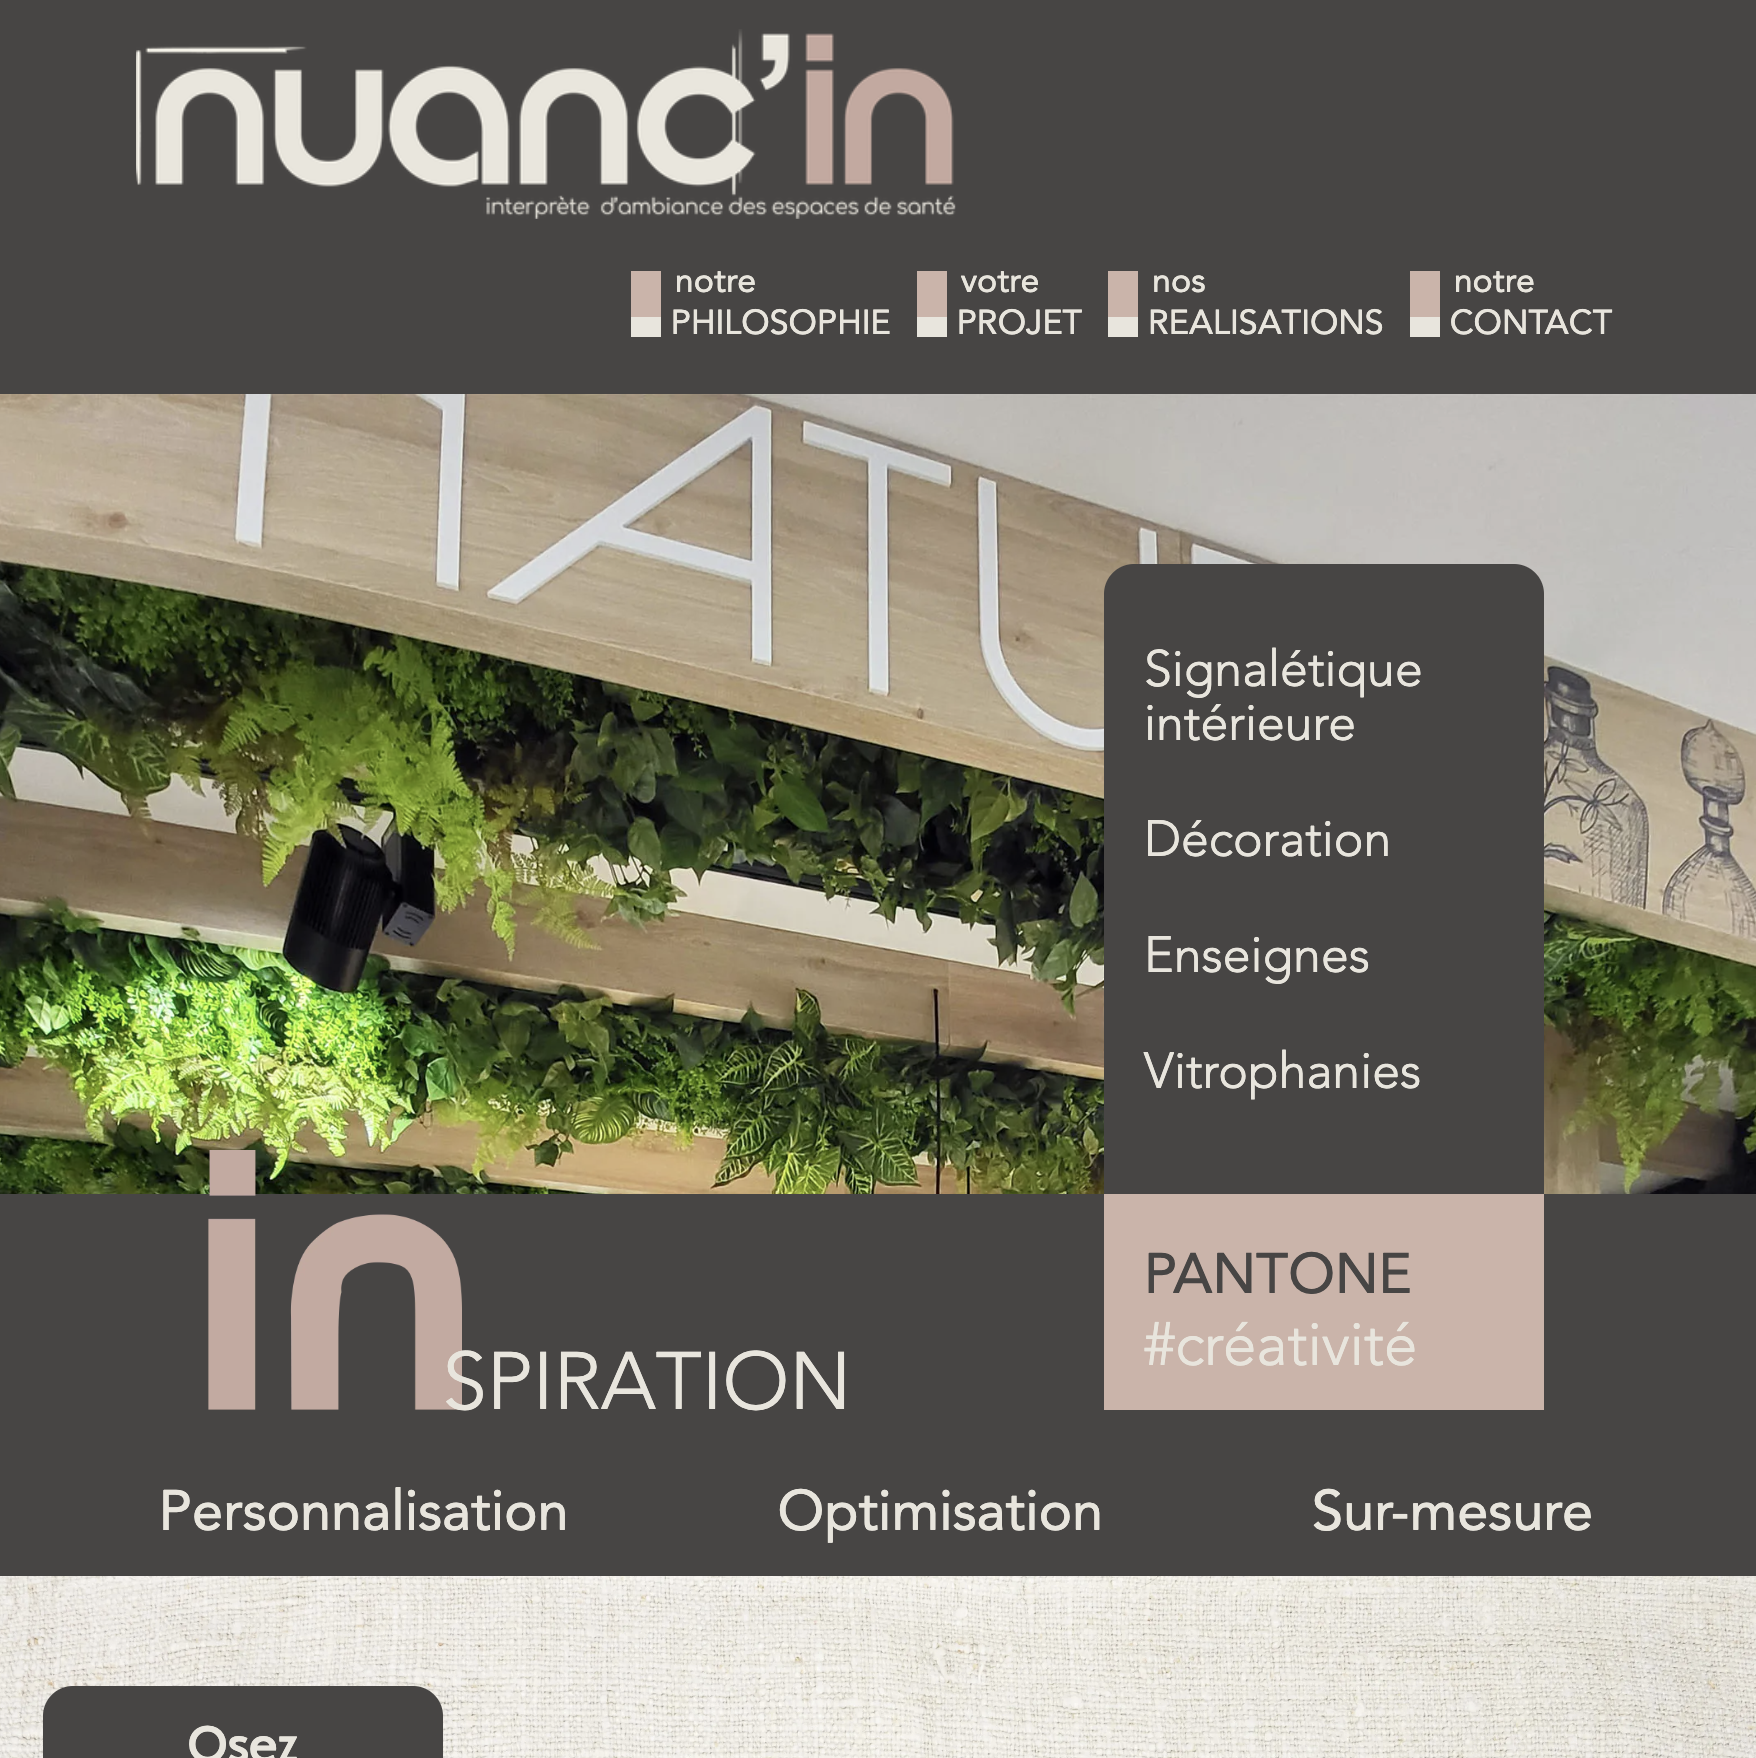 nuanc'in
interprète d'ambiance des espaces de santé
notre
PHILOSOPHIE
votre
PROJET
nos
REALISATIONS
notre
CONTACT
NATU
Signalétique
intérieure
Décoration
Enseignes
Vitrophanies
PANTONE
#créativité
inSPIRATION
Personnalisation
Optimisation
Sur-mesure
Osez